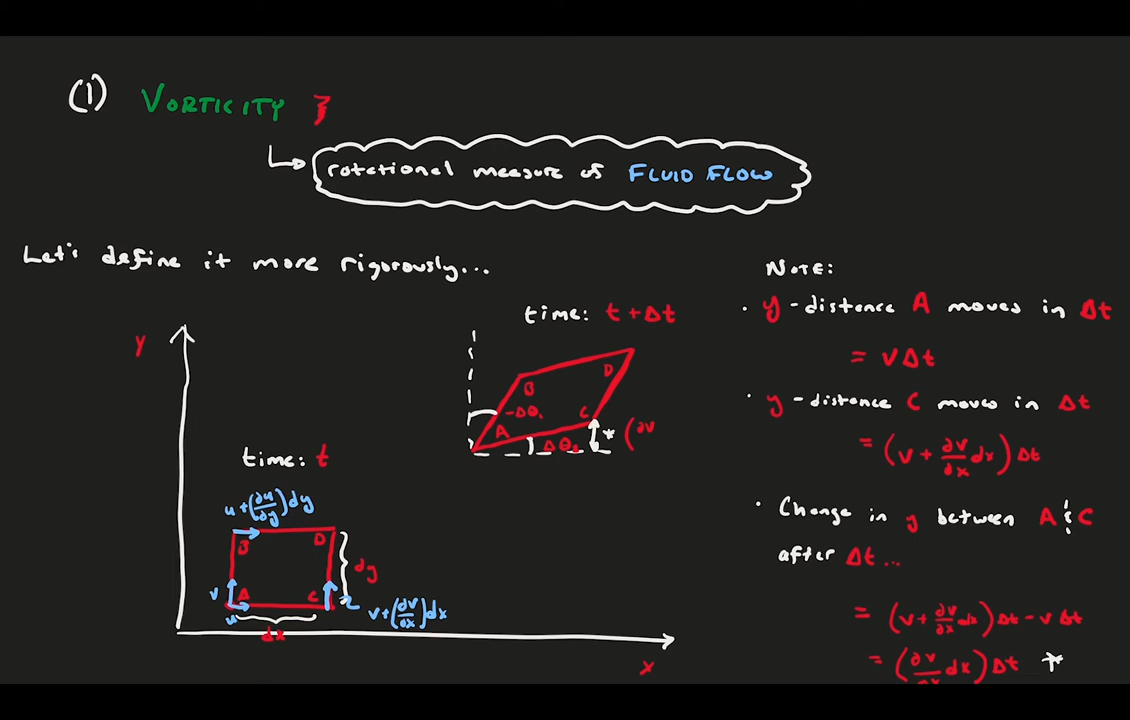 (1) VORTICITY ξ
rotational measure of FLUID FLOW
Let's define it more rigorously...
NOTE:
· y-distance A moves in Δt
= vΔt
· y-distance C moves in Δt
= (v + ∂v/∂x dx) Δt
· Change in y between A & C
after Δt...
= (v + ∂v/∂x dx) Δt - v Δt
= (∂v/∂x dx) Δt *
time: t + Δt
B
D
-Δθ₁
A
C
Δθ₂
* (∂v
y
time: t
u + (∂u/∂y) dy
B
D
dy
v
A
C
u
v + (∂v/∂x) dx
dx
x